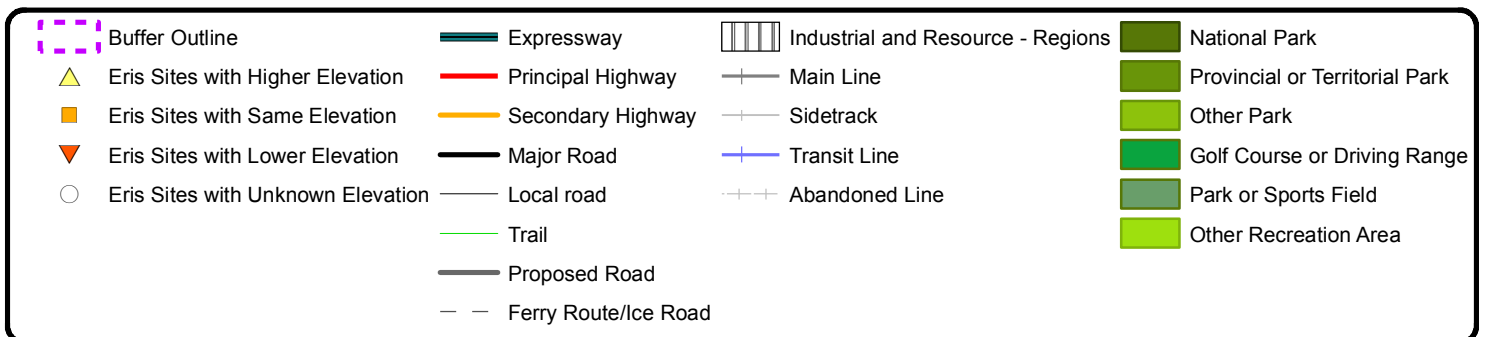 Buffer Outline
Eris Sites with Higher Elevation
Eris Sites with Same Elevation
Eris Sites with Lower Elevation
Eris Sites with Unknown Elevation
Expressway
Principal Highway
Secondary Highway
Major Road
Local road
Trail
Proposed Road
Ferry Route/Ice Road
Industrial and Resource - Regions
Main Line
Sidetrack
Transit Line
Abandoned Line
National Park
Provincial or Territorial Park
Other Park
Golf Course or Driving Range
Park or Sports Field
Other Recreation Area